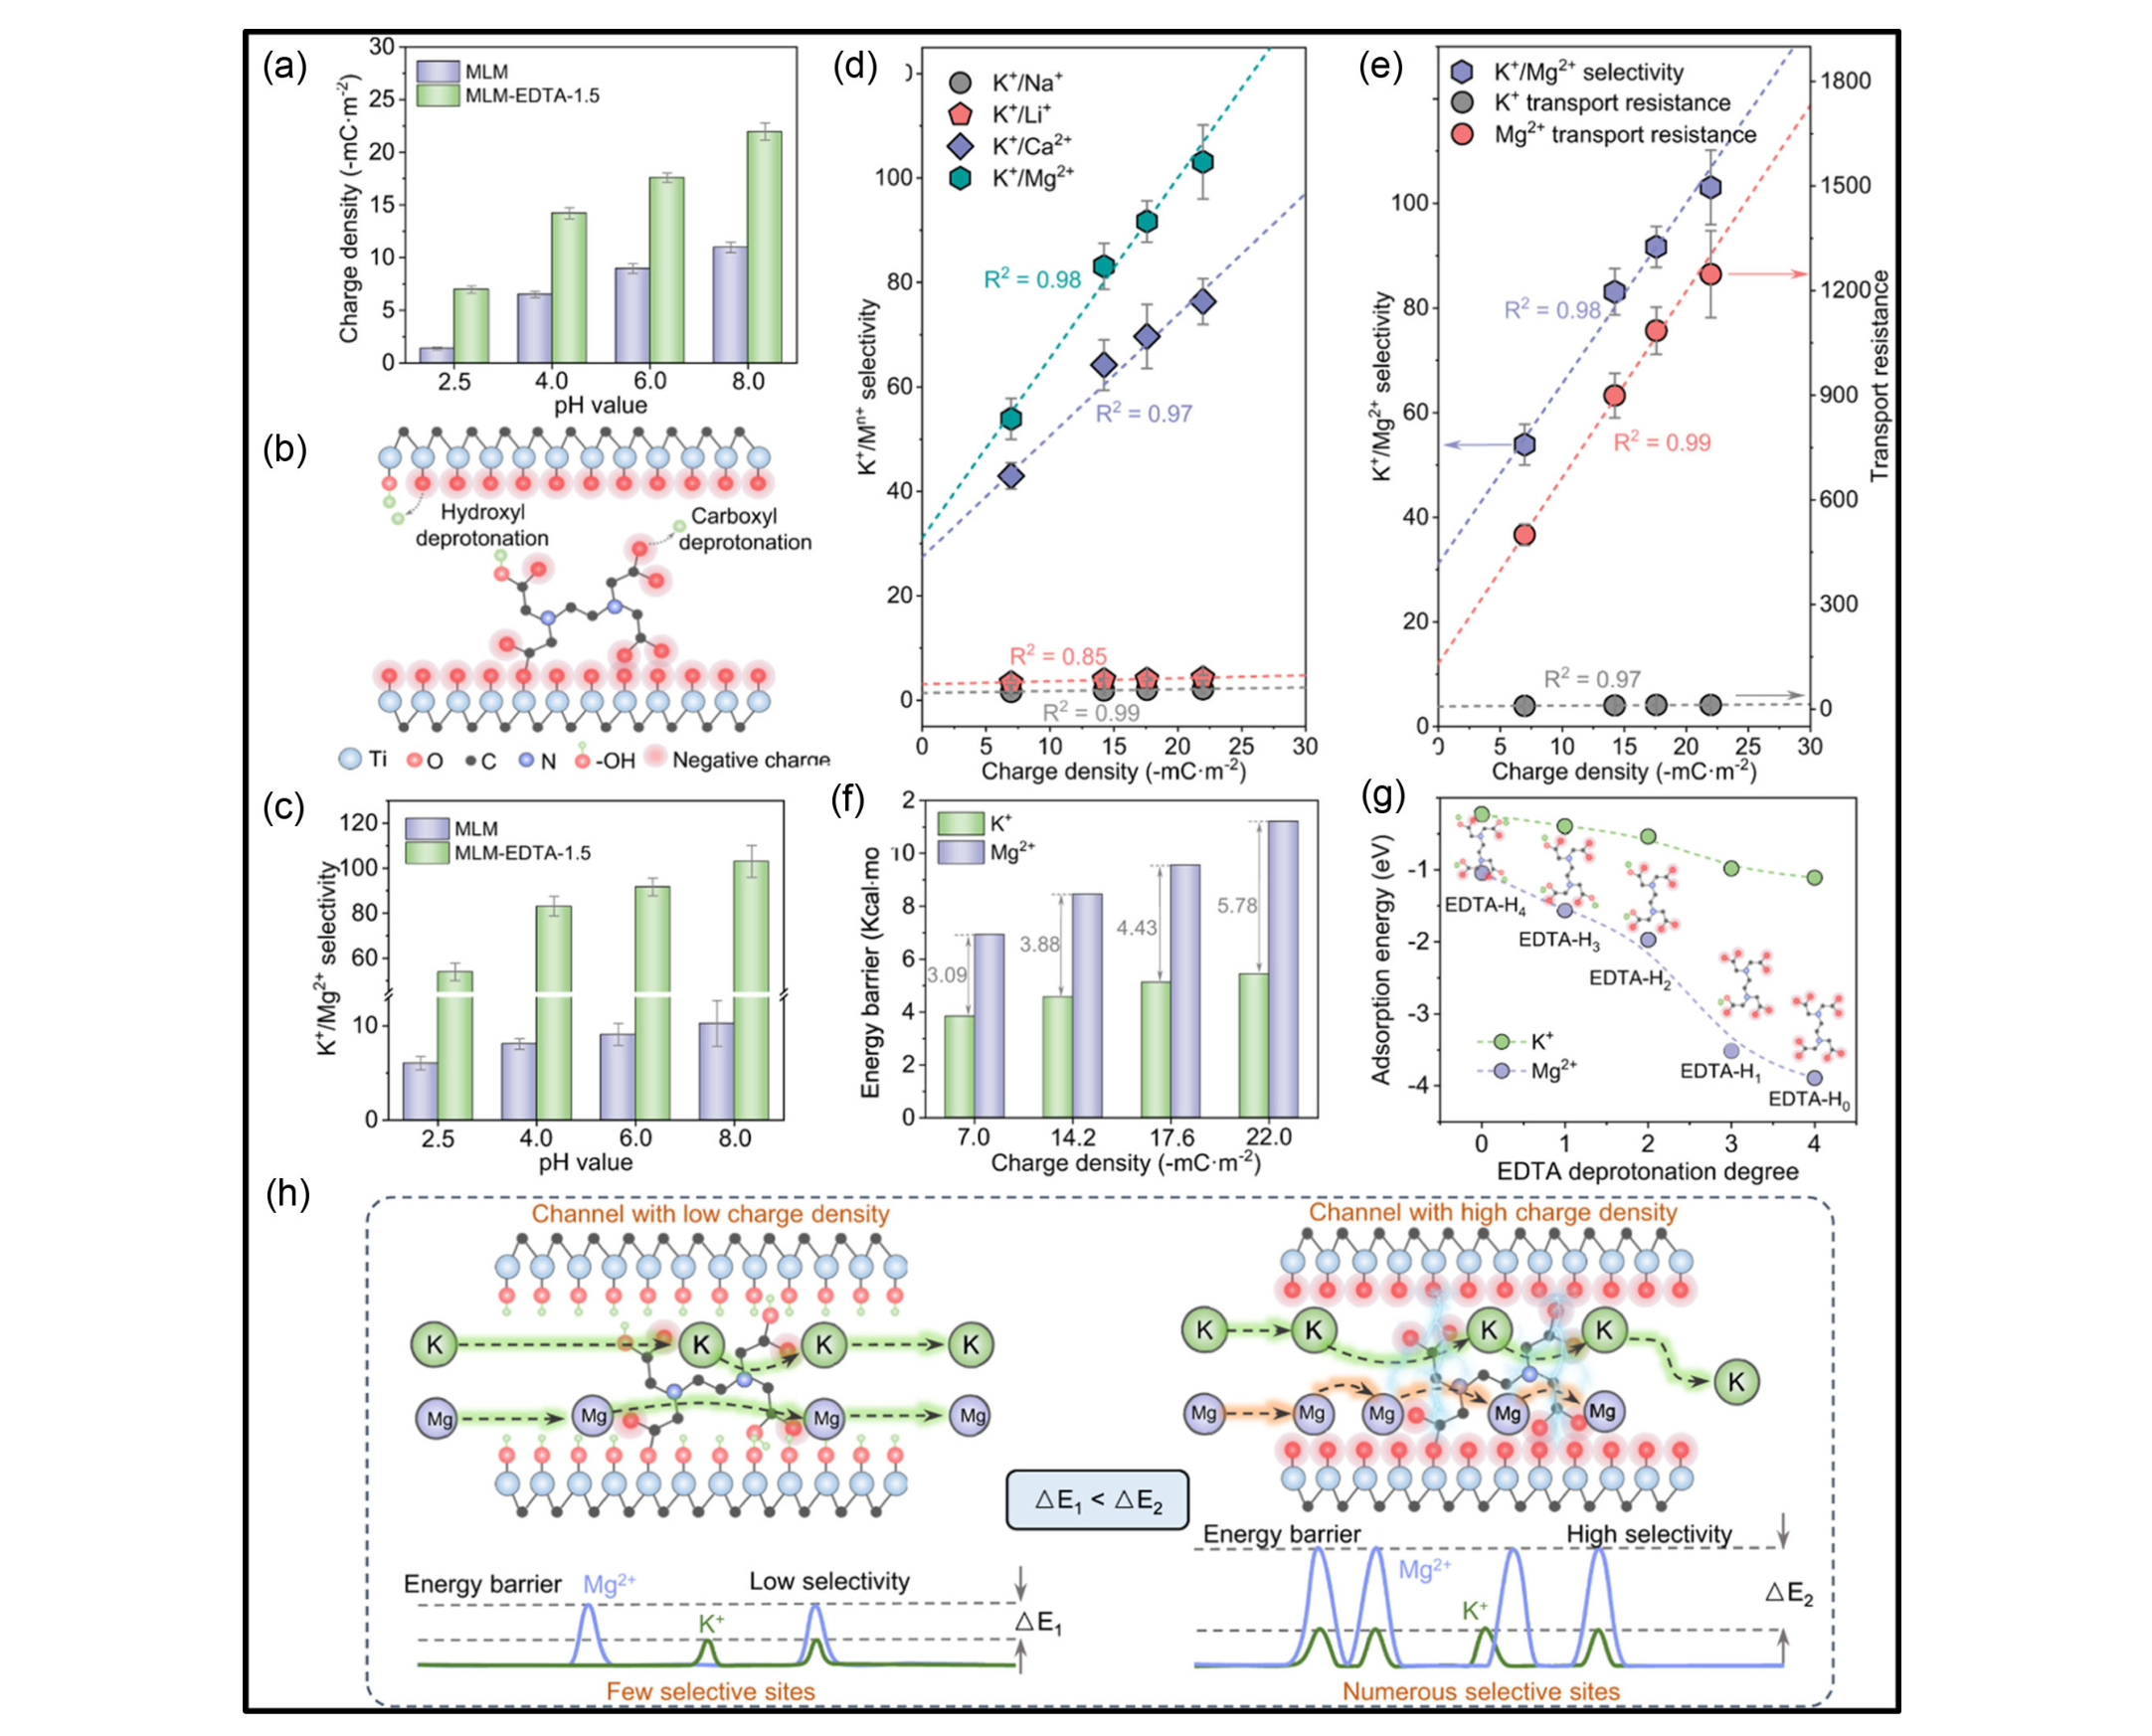 (a)
30
25
20
15
10
5
0
Charge density (-mC·m⁻²)
MLM
MLM-EDTA-1.5
2.5 4.0 6.0 8.0
pH value
(b)
Hydroxyl
deprotonation
Carboxyl
deprotonation
Ti O C N -OH Negative charge
(c)
120
100
80
60
10
0
K⁺/Mg²⁺ selectivity
MLM
MLM-EDTA-1.5
2.5 4.0 6.0 8.0
pH value
(d)
K⁺/Na⁺
K⁺/Li⁺
K⁺/Ca²⁺
K⁺/Mg²⁺
100
80
60
40
20
0
K⁺/Mⁿ⁺ selectivity
R² = 0.98
R² = 0.97
R² = 0.85
R² = 0.99
0 5 10 15 20 25 30
Charge density (-mC·m⁻²)
(e)
K⁺/Mg²⁺ selectivity
K⁺ transport resistance
Mg²⁺ transport resistance
100
80
60
40
20
0
K⁺/Mg²⁺ selectivity
R² = 0.98
R² = 0.99
R² = 0.97
1800
1500
1200
900
600
300
0
Transport resistance
0 5 10 15 20 25 30
Charge density (-mC·m⁻²)
(f)
K⁺
Mg²⁺
2
10
8
6
4
2
0
Energy barrier (Kcal·mo
3.09
3.88
4.43
5.78
7.0 14.2 17.6 22.0
Charge density (-mC·m⁻²)
(g)
-1
-2
-3
-4
Adsorption energy (eV)
EDTA-H₄
EDTA-H₃
EDTA-H₂
EDTA-H₁
EDTA-H₀
K⁺
Mg²⁺
0 1 2 3 4
EDTA deprotonation degree
(h)
Channel with low charge density
K K K K
Mg Mg Mg Mg
Energy barrier Mg²⁺ Low selectivity
K⁺
△E₁
Few selective sites
△E₁ < △E₂
Channel with high charge density
K K K K K
Mg Mg Mg Mg Mg
Energy barrier High selectivity
Mg²⁺
K⁺
△E₂
Numerous selective sites